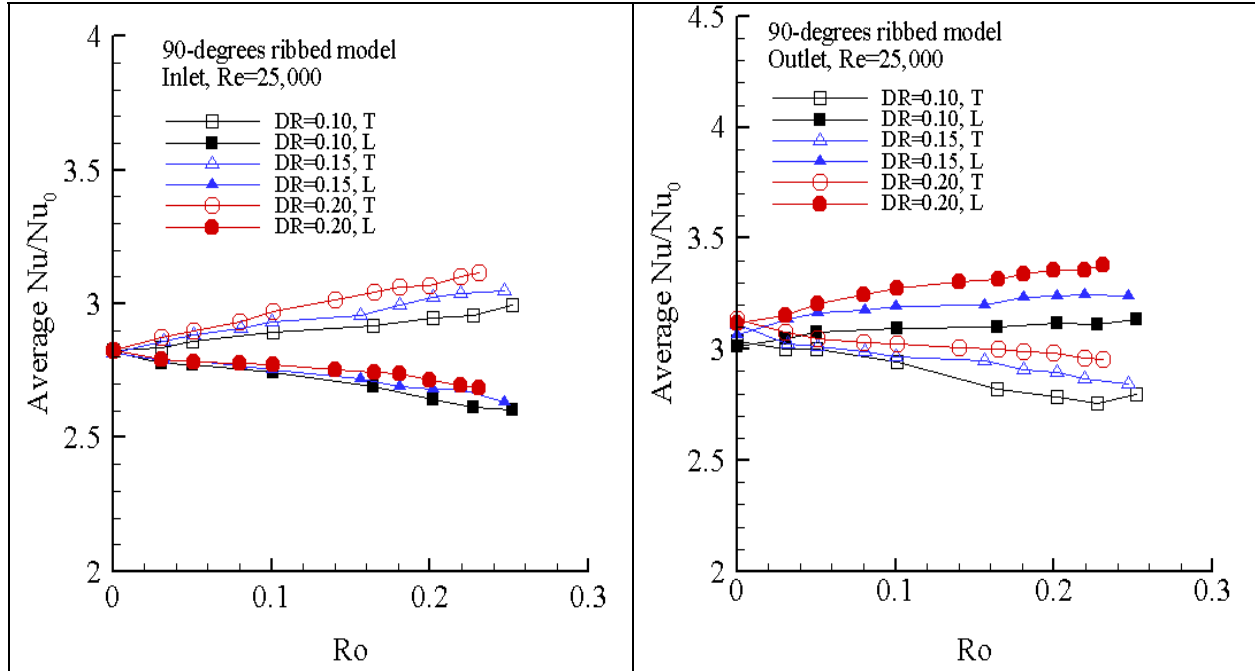 4
3.5
3
2.5
2
0
0.1
0.2
0.3
Average Nu/Nu₀
Ro
90-degrees ribbed model
Inlet, Re=25,000
DR=0.10, T
DR=0.10, L
DR=0.15, T
DR=0.15, L
DR=0.20, T
DR=0.20, L
4.5
4
3.5
3
2.5
2
0
0.1
0.2
0.3
Average Nu/Nu₀
Ro
90-degrees ribbed model
Outlet, Re=25,000
DR=0.10, T
DR=0.10, L
DR=0.15, T
DR=0.15, L
DR=0.20, T
DR=0.20, L